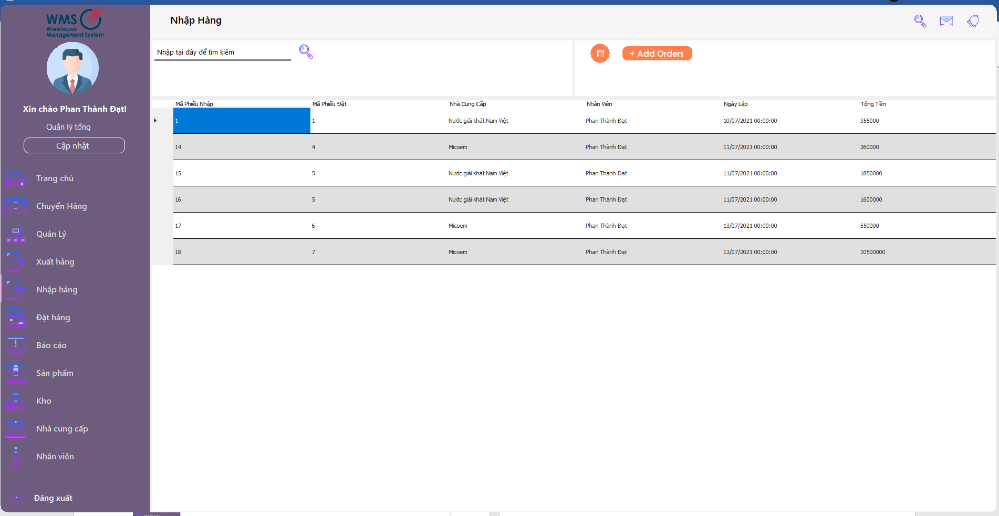 WMS
Warehouse
Management System
Xin chào Phan Thành Đạt!
Quản lý tổng
Cập nhật
Trang chủ
Chuyển Hàng
Quản Lý
Xuất hàng
Nhập hàng
Đặt hàng
Báo cáo
Sản phẩm
Kho
Nhà cung cấp
Nhân viên
Đăng xuất
Nhập Hàng
Nhập tại đây để tìm kiếm
+ Add Orders
Mã Phiếu Nhập Mã Phiếu Đặt Nhà Cung Cấp Nhân Viên Ngày Lập Tổng Tiền
1 1 Nước giải khát Nam Việt Phan Thành Đạt 10/07/2021 00:00:00 355000
14 4 Micoem Phan Thành Đạt 11/07/2021 00:00:00 360000
15 5 Nước giải khát Nam Việt Phan Thành Đạt 11/07/2021 00:00:00 1850000
16 5 Nước giải khát Nam Việt Phan Thành Đạt 11/07/2021 00:00:00 1600000
17 6 Micoem Phan Thành Đạt 13/07/2021 00:00:00 550000
18 7 Micoem Phan Thành Đạt 13/07/2021 00:00:00 10500000